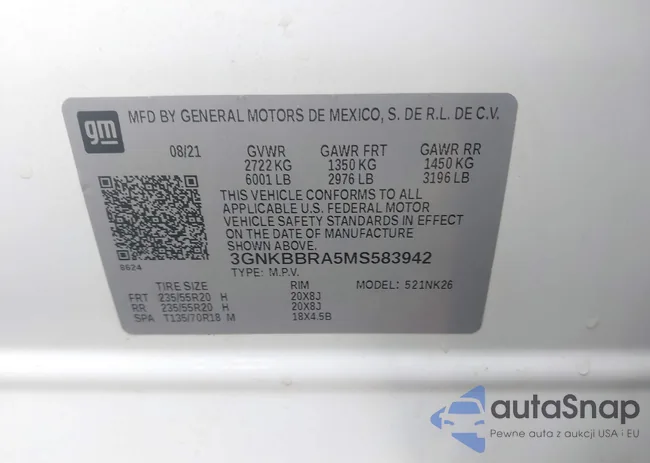 gm
MFD BY GENERAL MOTORS DE MEXICO, S. DE R.L. DE C.V.
08/21 GVWR GAWR FRT GAWR RR
2722 KG 1350 KG 1450 KG
6001 LB 2976 LB 3196 LB
THIS VEHICLE CONFORMS TO ALL
APPLICABLE U.S. FEDERAL MOTOR
VEHICLE SAFETY STANDARDS IN EFFECT
ON THE DATE OF MANUFACTURE
SHOWN ABOVE.
3GNKBBRA5MS583942
8624
TYPE: M.P.V. MODEL: 521NK26
TIRE SIZE RIM
FRT 235/55R20 H 20X8J
RR 235/55R20 H 20X8J
SPA T135/70R18 M 18X4.5B
autaSnap
Pewne auta z aukcji USA i EU